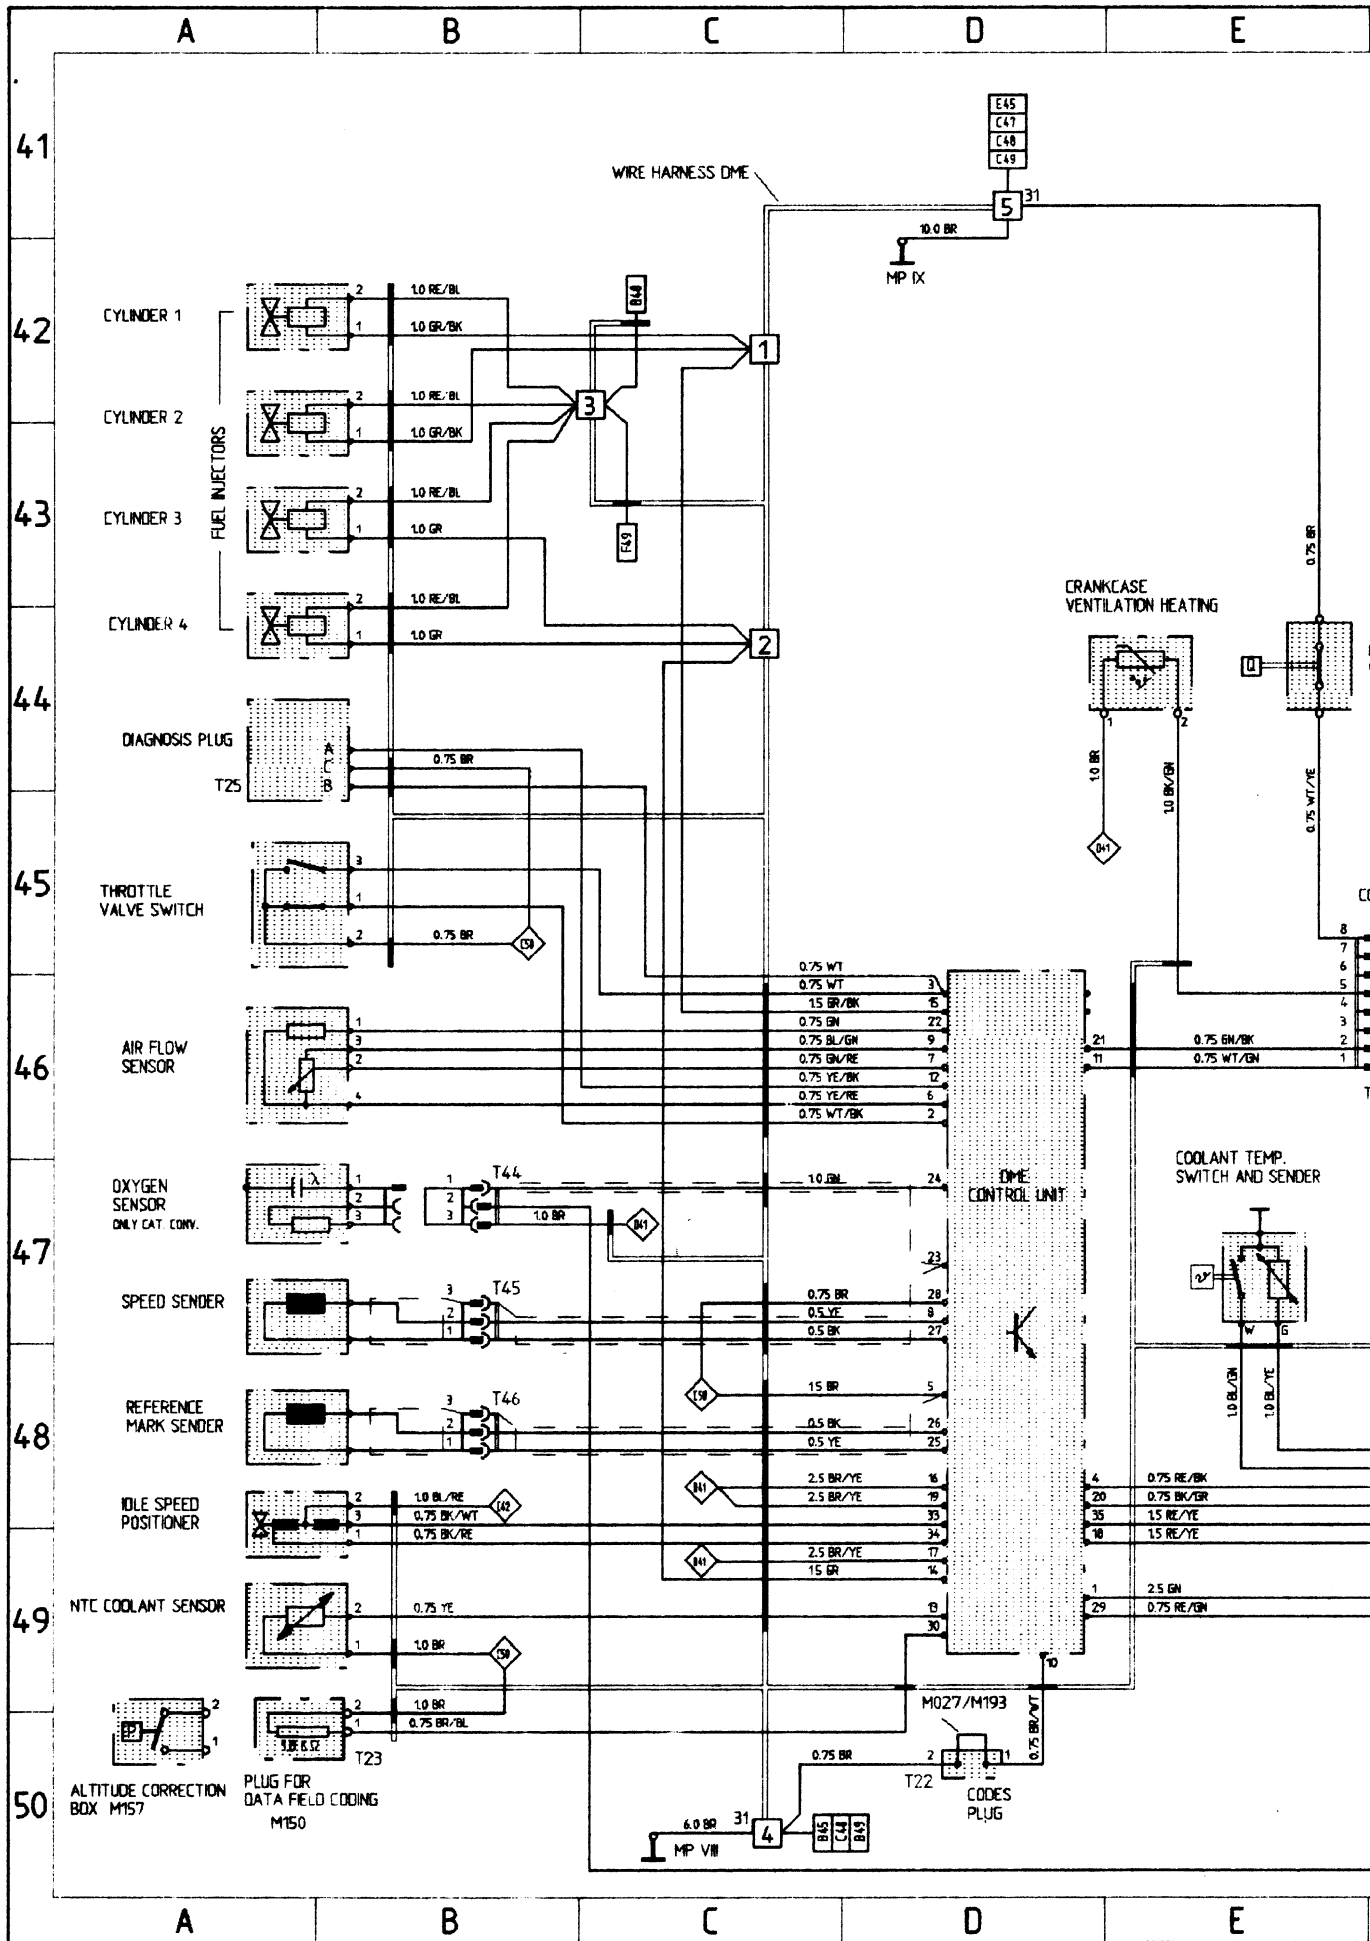 A B C D E
41
E45
C47
C48
C49
WIRE HARNESS DME
5 31
10.0 BR
MP IX
42
CYLINDER 1
2 1.0 RE/BL
1 1.0 GR/BK
B48
1
CYLINDER 2
2 1.0 RE/BL
1 1.0 GR/BK
3
FUEL INJECTORS
43
CYLINDER 3
2 1.0 RE/BL
1 1.0 GR
F49
0.75 BR
CRANKCASE
VENTILATION HEATING
CYLINDER 4
2 1.0 RE/BL
1 1.0 GR
2
44
DIAGNOSIS PLUG
T25
A
C 0.75 BR
B
1 2
1.0 BR
1.0 BK/GN
0.75 WT/YE
D41
45
THROTTLE
VALVE SWITCH
3
1
2 0.75 BR
C50
8
7
6
5
4
3
2
1
0.75 WT
0.75 WT 3
1.5 GR/BK 15
46
AIR FLOW
SENSOR
1 0.75 GN 22
3 0.75 BL/GN 9
2 0.75 GN/RE 7
0.75 YE/BK 12
4 0.75 YE/RE 6
0.75 WT/BK 2
21 0.75 GN/BK
11 0.75 WT/GN
DME
CONTROL UNIT
COOLANT TEMP.
SWITCH AND SENDER
W G
1.0 BL/GN
1.0 BL/YE
47
OXYGEN
SENSOR
ONLY CAT. CONV.
λ
1
2
3
T44
1 1.0 GN 24
2
3 1.0 BR
D41
23
SPEED SENDER
T45
3 0.75 BR 28
2 0.5 YE 8
1 0.5 BK 27
48
REFERENCE
MARK SENDER
T46
C50 1.5 BR 5
3
2 0.5 BK 26
1 0.5 YE 25
IDLE SPEED
POSITIONER
2 1.0 BL/RE
3 0.75 BK/WT
1 0.75 BK/RE
D41
2.5 BR/YE 16
2.5 BR/YE 19
33
34
D41
2.5 BR/YE 17
1.5 GR 14
4 0.75 RE/BK
20 0.75 BK/GR
35 1.5 RE/YE
18 1.5 RE/YE
49
NTC COOLANT SENSOR
2 0.75 YE 13
30
1 1.0 BR
C50
1 2.5 GN
29 0.75 RE/GN
10
M027/M193
0.75 BR/WT
2 1.0 BR
1 0.75 BR/BL
T23
50
ALTITUDE CORRECTION
BOX M157
P
2
1
PLUG FOR
DATA FIELD CODING
M150
0.75 BR 2 1
T22
CODES
PLUG
6.0 BR 31 4
MP VIII
B45 C48 B49
A B C D E